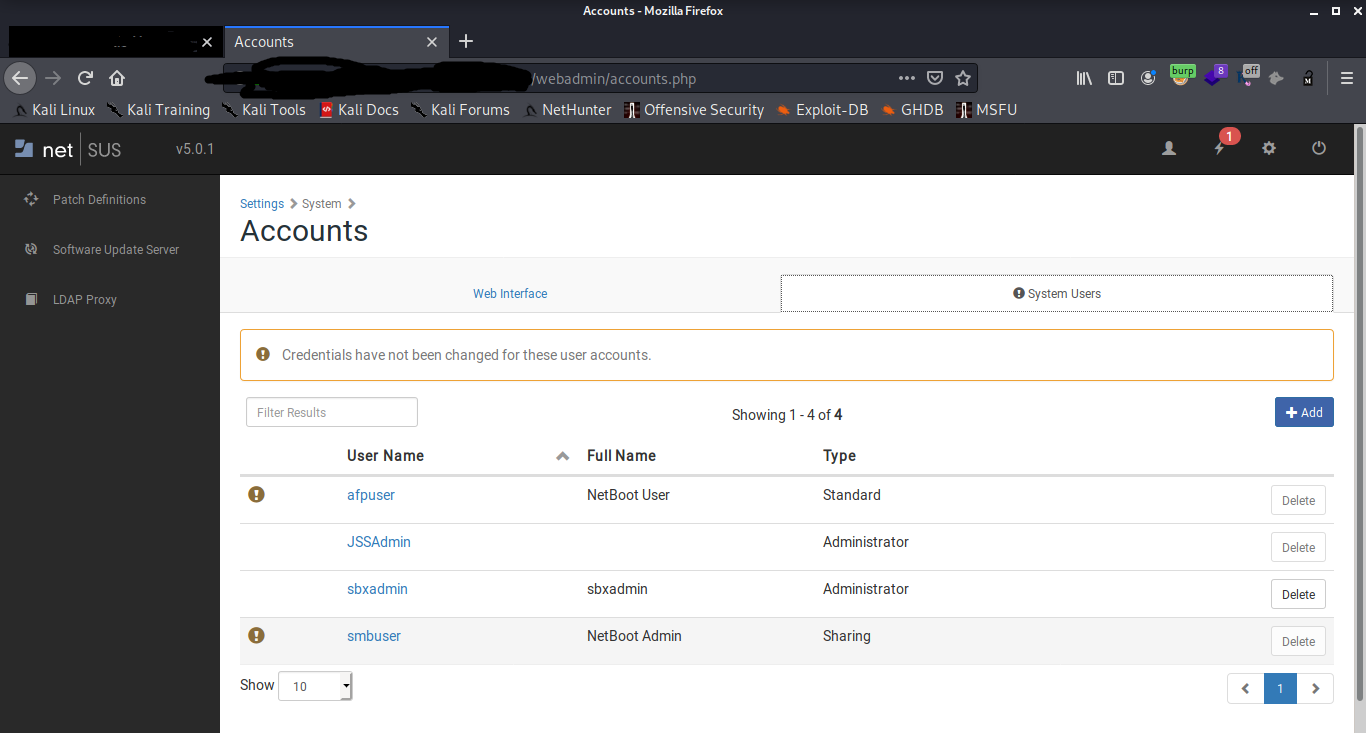 Accounts - Mozilla Firefox
Accounts
/webadmin/accounts.php
burp 8 off
Kali Linux Kali Training Kali Tools Kali Docs Kali Forums NetHunter Offensive Security Exploit-DB GHDB MSFU
net SUS v5.0.1 1
Patch Definitions
Software Update Server
LDAP Proxy
Settings System
Accounts
Web Interface System Users
Credentials have not been changed for these user accounts.
Filter Results Showing 1 - 4 of 4 Add
User Name Full Name Type
afpuser NetBoot User Standard Delete
JSSAdmin Administrator Delete
sbxadmin sbxadmin Administrator Delete
smbuser NetBoot Admin Sharing Delete
Show 10 1